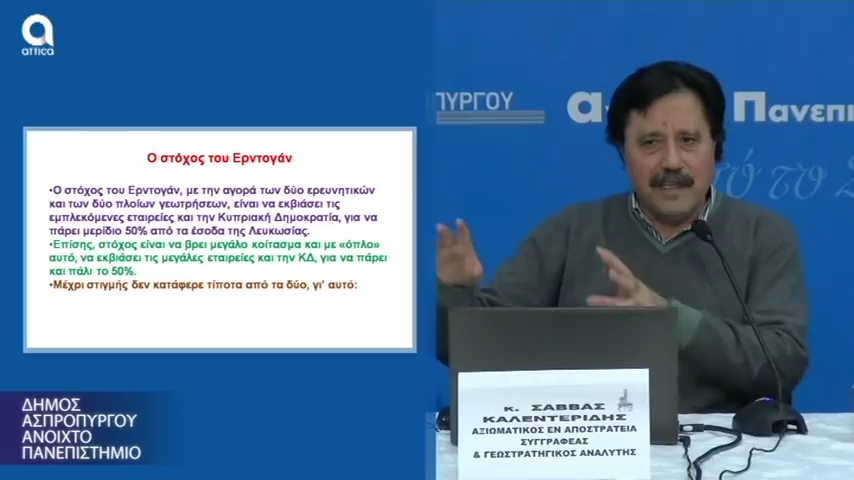 attica
ΠΥΡΓΟΥ
Πανεπι
Ο στόχος του Ερντογάν
•Ο στόχος του Ερντογάν, με την αγορά των δύο ερευνητικών
και των δύο πλοίων γεωτρήσεων, είναι να εκβιάσει τις
εμπλεκόμενες εταιρείες και την Κυπριακή Δημοκρατία, για να
πάρει μερίδιο 50% από τα έσοδα της Λευκωσίας.
•Επίσης, στόχος είναι να βρει μεγάλο κοίτασμα και με «όπλο»
αυτό, να εκβιάσει τις μεγάλες εταιρείες και την ΚΔ, για να πάρει
και πάλι το 50%.
•Μέχρι στιγμής δεν κατάφερε τίποτα από τα δύο, γι' αυτό:
ΔΗΜΟΣ
ΑΣΠΡΟΠΥΡΓΟΥ
ΑΝΟΙΧΤΟ
ΠΑΝΕΠΙΣΤΗΜΙΟ
κ. ΣΑΒΒΑΣ
ΚΑΛΕΝΤΕΡΙΔΗΣ
ΑΞΙΩΜΑΤΙΚΟΣ ΕΝ ΑΠΟΣΤΡΑΤΕΙΑ
ΣΥΓΓΡΑΦΕΑΣ
& ΓΕΩΣΤΡΑΤΗΓΙΚΟΣ ΑΝΑΛΥΤΗΣ